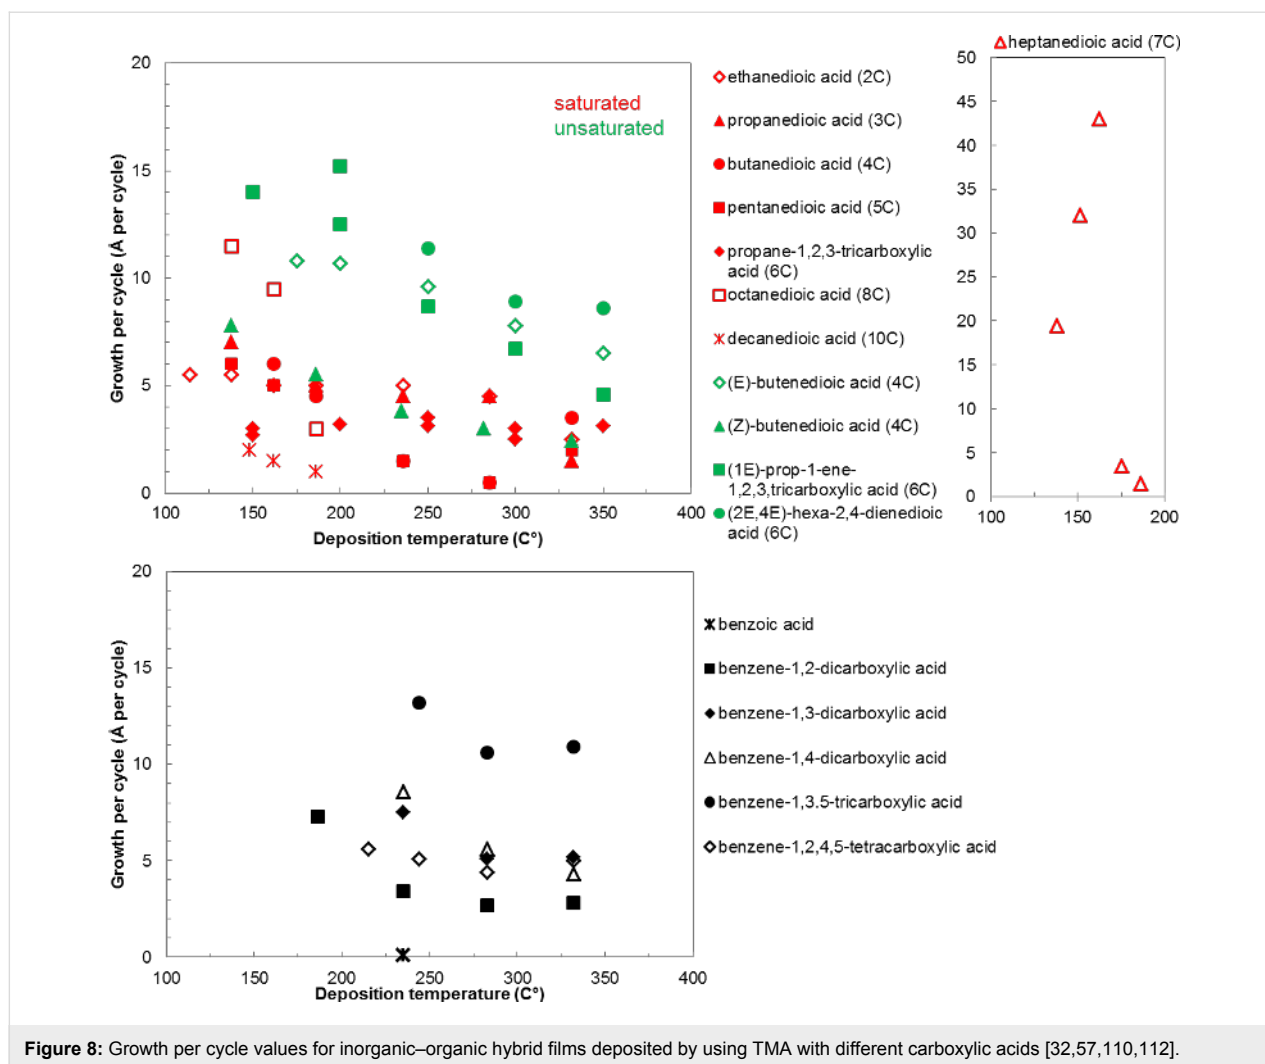 20
15
10
5
0
Growth per cycle (Å per cycle)
100 150 200 250 300 350 400
Deposition temperature (C°)
saturated
unsaturated
ethanedioic acid (2C)
propanedioic acid (3C)
butanedioic acid (4C)
pentanedioic acid (5C)
propane-1,2,3-tricarboxylic
acid (6C)
octanedioic acid (8C)
decanedioic acid (10C)
(E)-butenedioic acid (4C)
(Z)-butenedioic acid (4C)
(1E)-prop-1-ene-
1,2,3,tricarboxylic acid (6C)
(2E,4E)-hexa-2,4-dienedioic
acid (6C)
heptanedioic acid (7C)
50
45
40
35
30
25
20
15
10
5
0
100 150 200
20
15
10
5
0
Growth per cycle (Å per cycle)
100 150 200 250 300 350 400
Deposition temperature (C°)
benzoic acid
benzene-1,2-dicarboxylic acid
benzene-1,3-dicarboxylic acid
benzene-1,4-dicarboxylic acid
benzene-1,3.5-tricarboxylic acid
benzene-1,2,4,5-tetracarboxylic acid
Figure 8: Growth per cycle values for inorganic–organic hybrid films deposited by using TMA with different carboxylic acids [32,57,110,112].